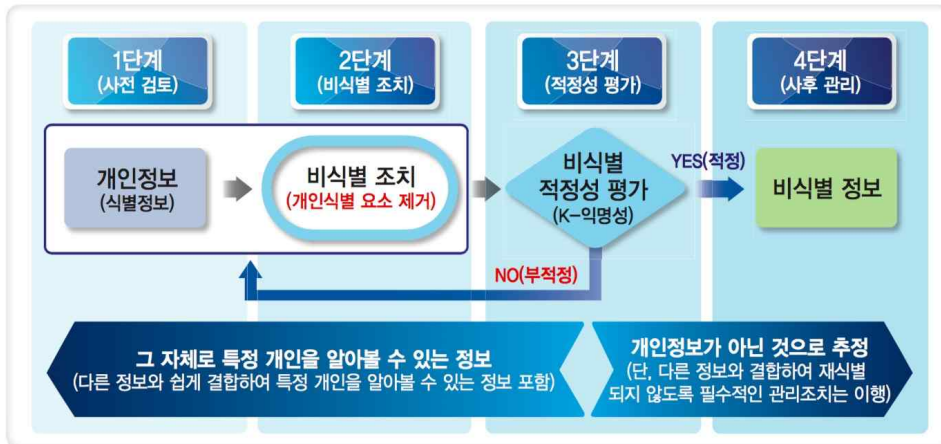 1단계
(사전 검토)
2단계
(비식별 조치)
3단계
(적정성 평가)
4단계
(사후 관리)
개인정보
(식별정보)
비식별 조치
(개인식별 요소 제거)
비식별
적정성 평가
(K-익명성)
YES(적정)
비식별 정보
NO(부적정)
그 자체로 특정 개인을 알아볼 수 있는 정보
(다른 정보와 쉽게 결합하여 특정 개인을 알아볼 수 있는 정보 포함)
개인정보가 아닌 것으로 추정
(단, 다른 정보와 결합하여 재식별
되지 않도록 필수적인 관리조치는 이행)